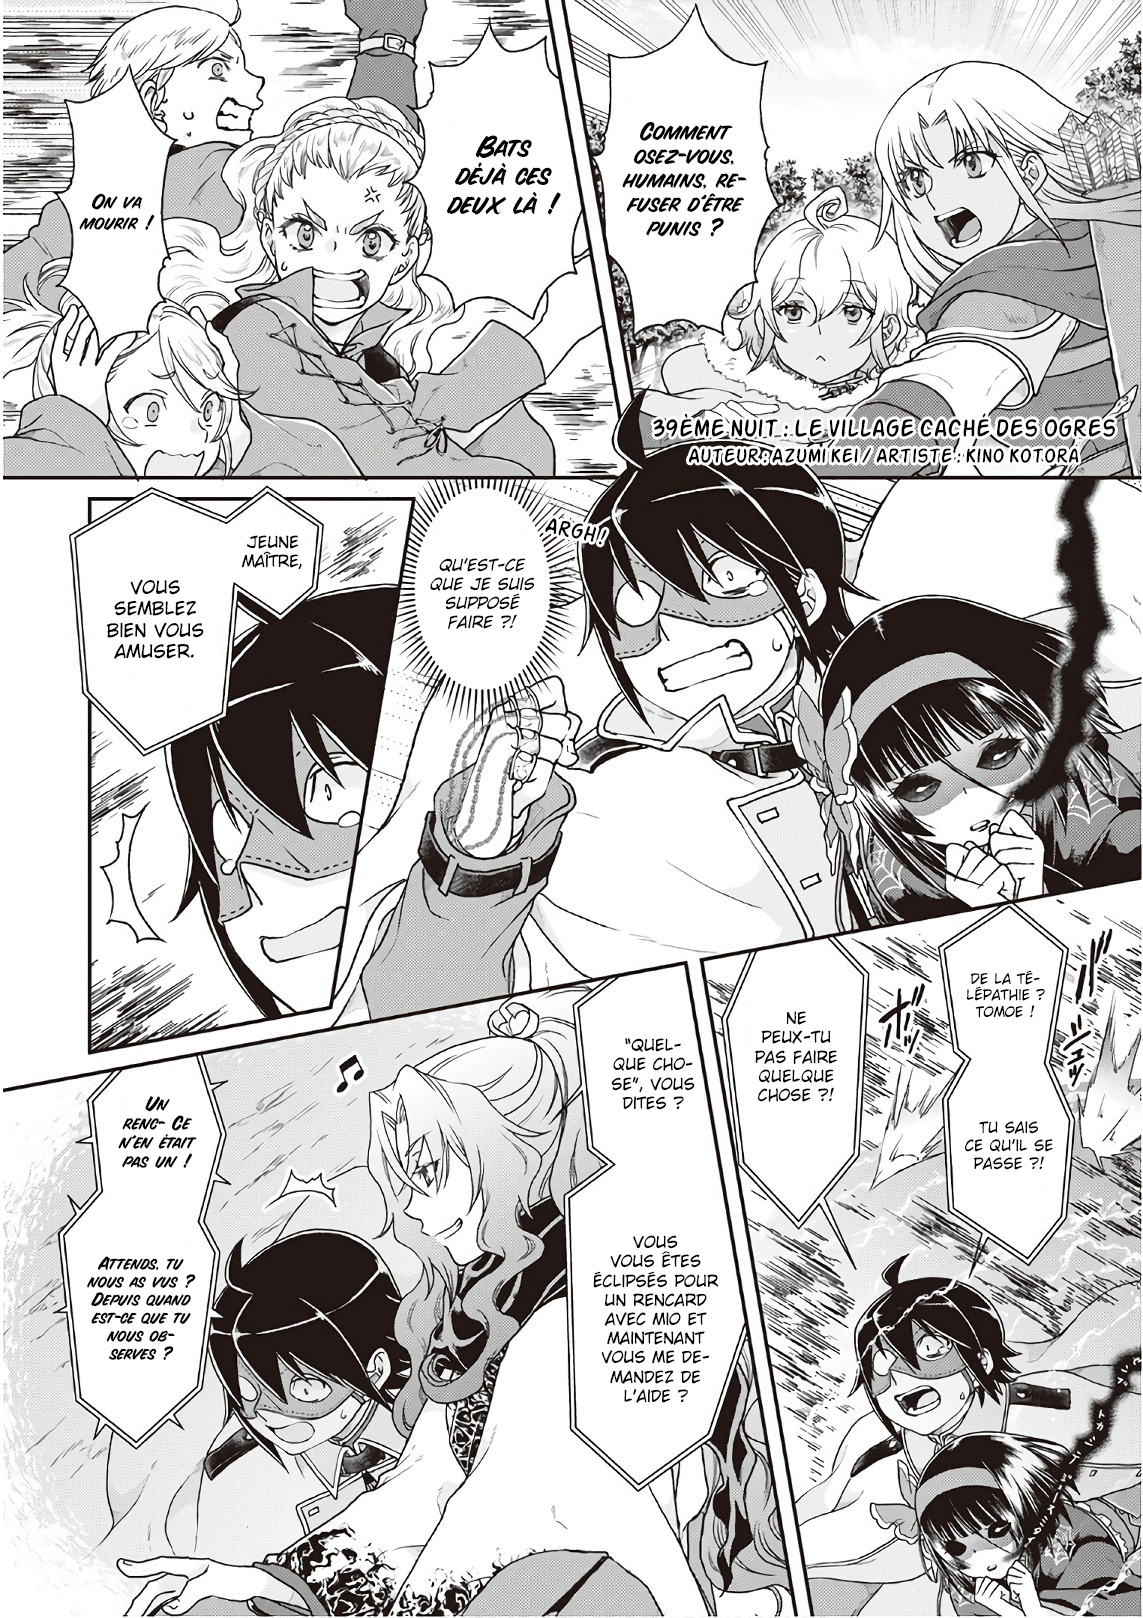 COMMENT
OSEZ-VOUS,
HUMAINS, RE-
FUSER D'ÊTRE
PUNIS ?
BATS
DÉJÀ CES
DEUX LÀ !
ON VA
MOURIR !
39ÈME NUIT : LE VILLAGE CACHÉ DES OGRES
AUTEUR : AZUMI KEI / ARTISTE : KINO KOTORA
ARGH!
QU'EST-CE
QUE JE SUIS
SUPPOSÉ
FAIRE ?!
JEUNE
MAÎTRE,
VOUS
SEMBLEZ
BIEN VOUS
AMUSER.
DE LA TÉ-
LÉPATHIE ?
TOMOE !
TU SAIS
CE QU'IL SE
PASSE ?!
NE
PEUX-TU
PAS FAIRE
QUELQUE
CHOSE ?!
"QUEL-
QUE CHO-
SE", VOUS
DITES ?
VOUS
VOUS ÊTES
ÉCLIPSÉS POUR
UN RENCARD
AVEC MIO ET
MAINTENANT
VOUS ME DE-
MANDEZ DE
L'AIDE ?
UN
RENC- CE
N'EN ÉTAIT
PAS UN !
ATTENDS, TU
NOUS AS VUS ?
DEPUIS QUAND
EST-CE QUE TU
NOUS OB-
SERVES ?